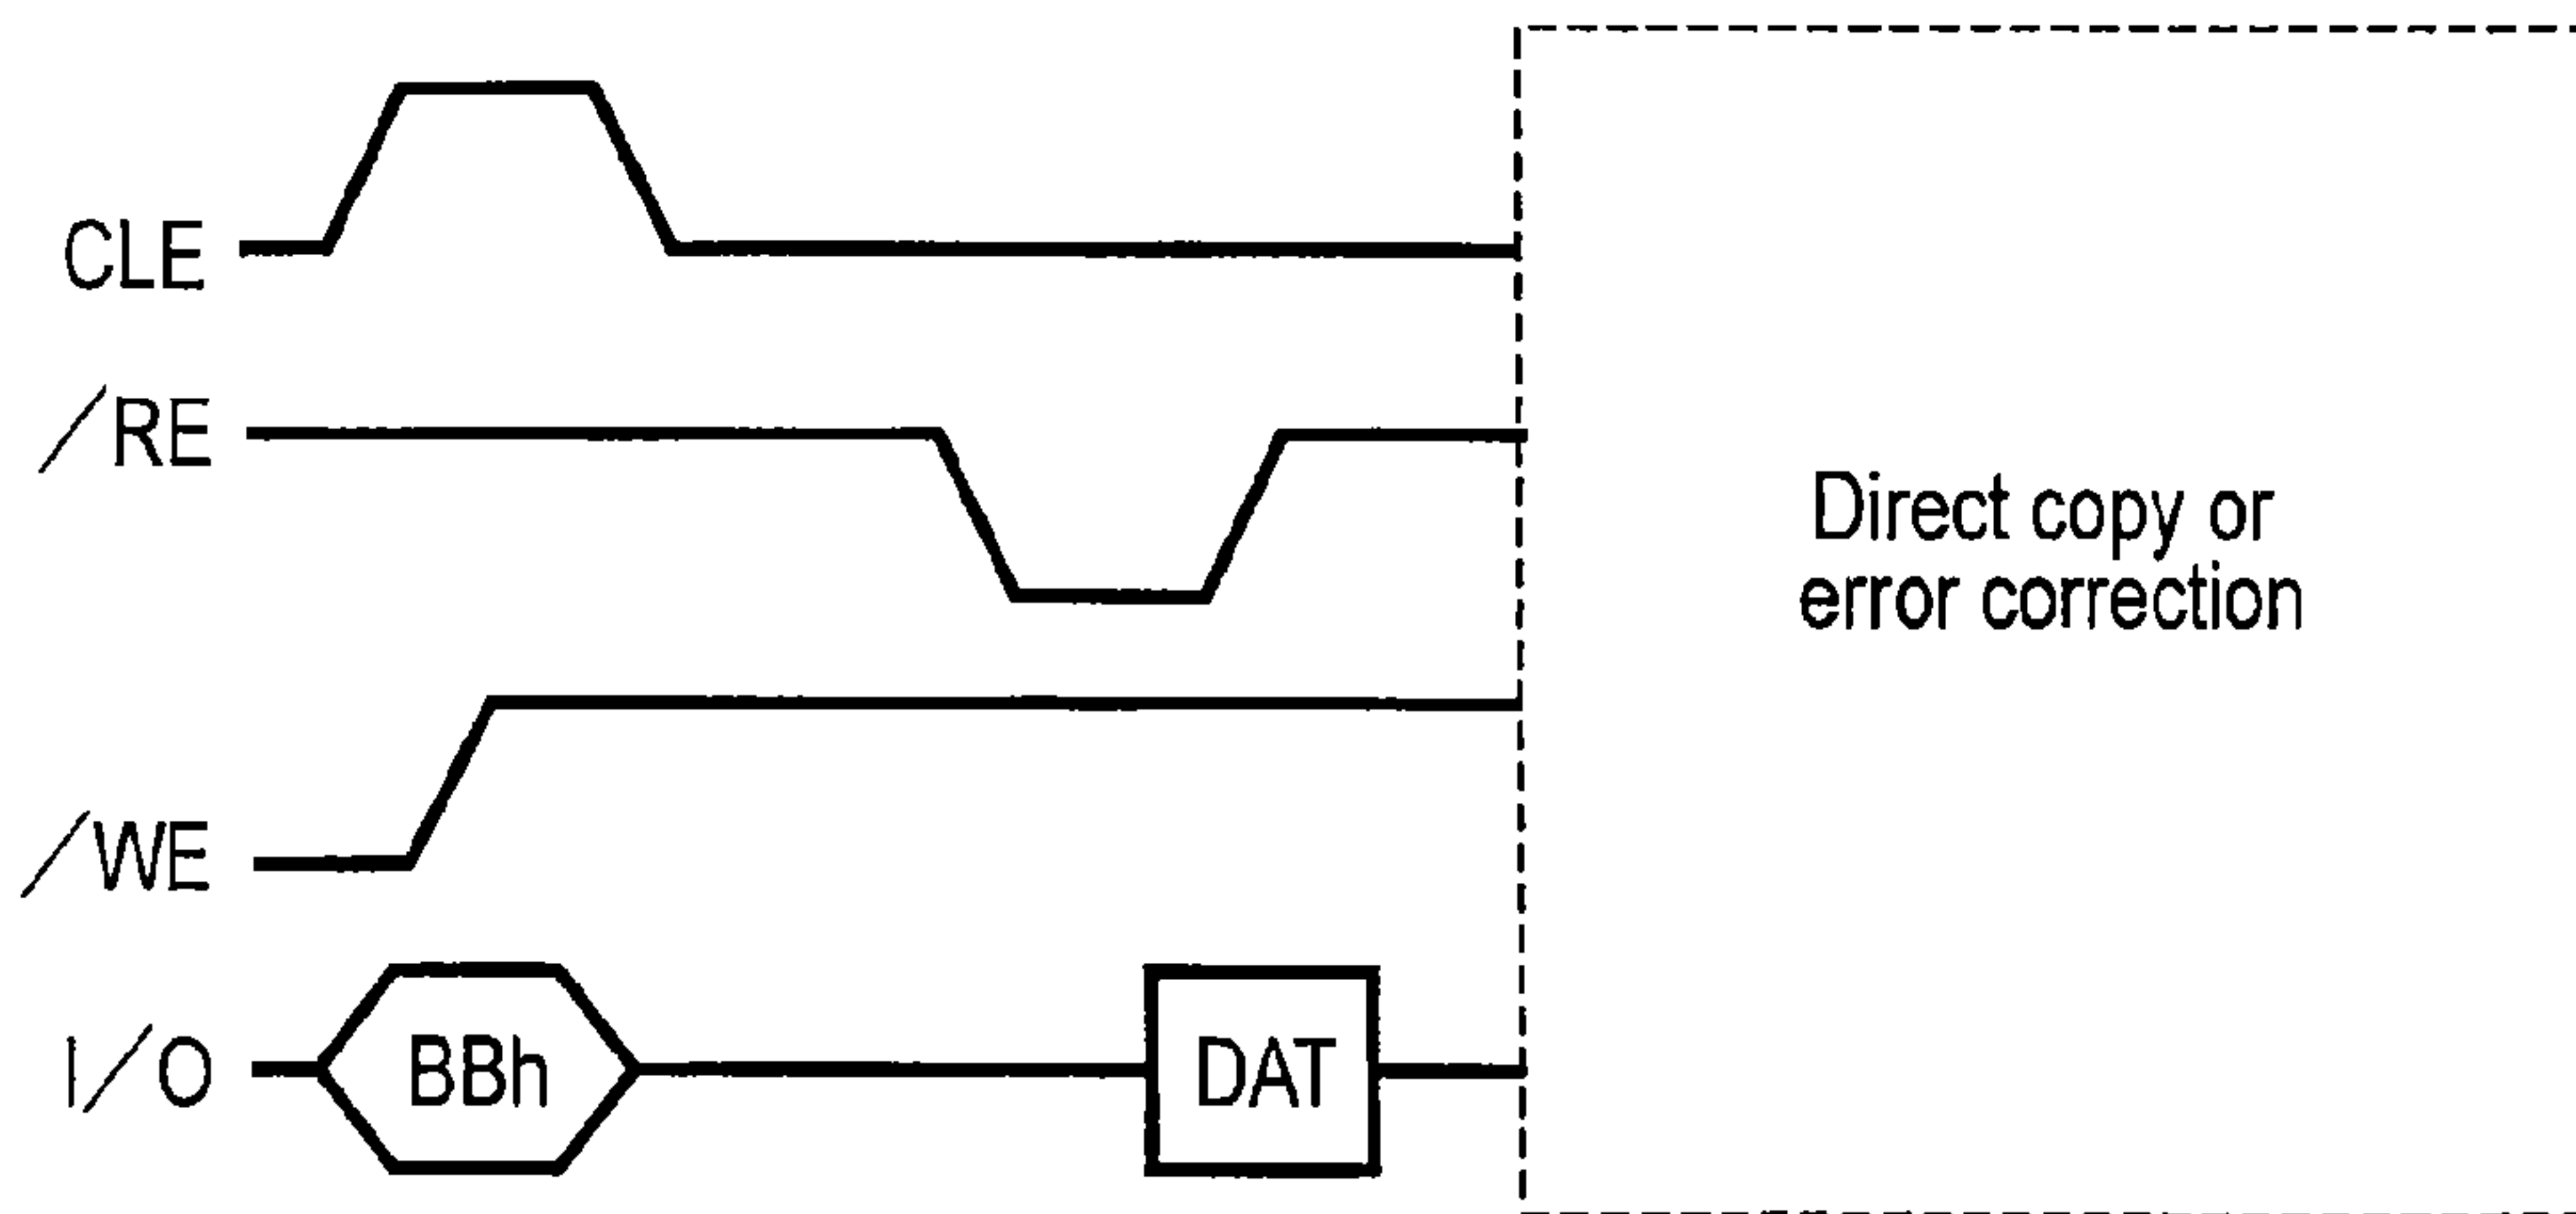 CLE
/RE
Direct copy or
error correction
/WE
I/O
BBh
DAT